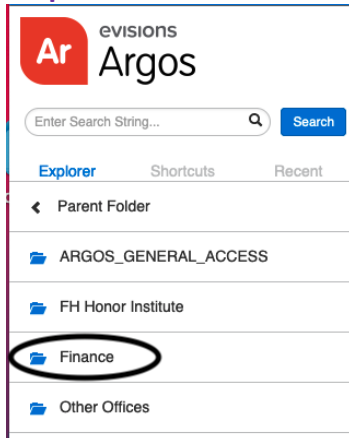 evisions
Ar Argos
Enter Search String... Search
Explorer Shortcuts Recent
Parent Folder
ARGOS_GENERAL_ACCESS
FH Honor Institute
Finance
Other Offices